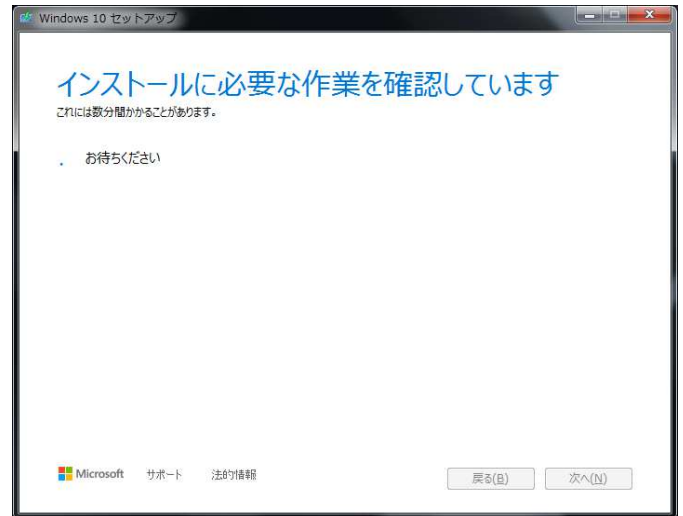 Windows 10 セットアップ
インストールに必要な作業を確認しています
これには数分間かかることがあります。
お待ちください
Microsoft サポート 法的情報 戻る(B) 次へ(N)